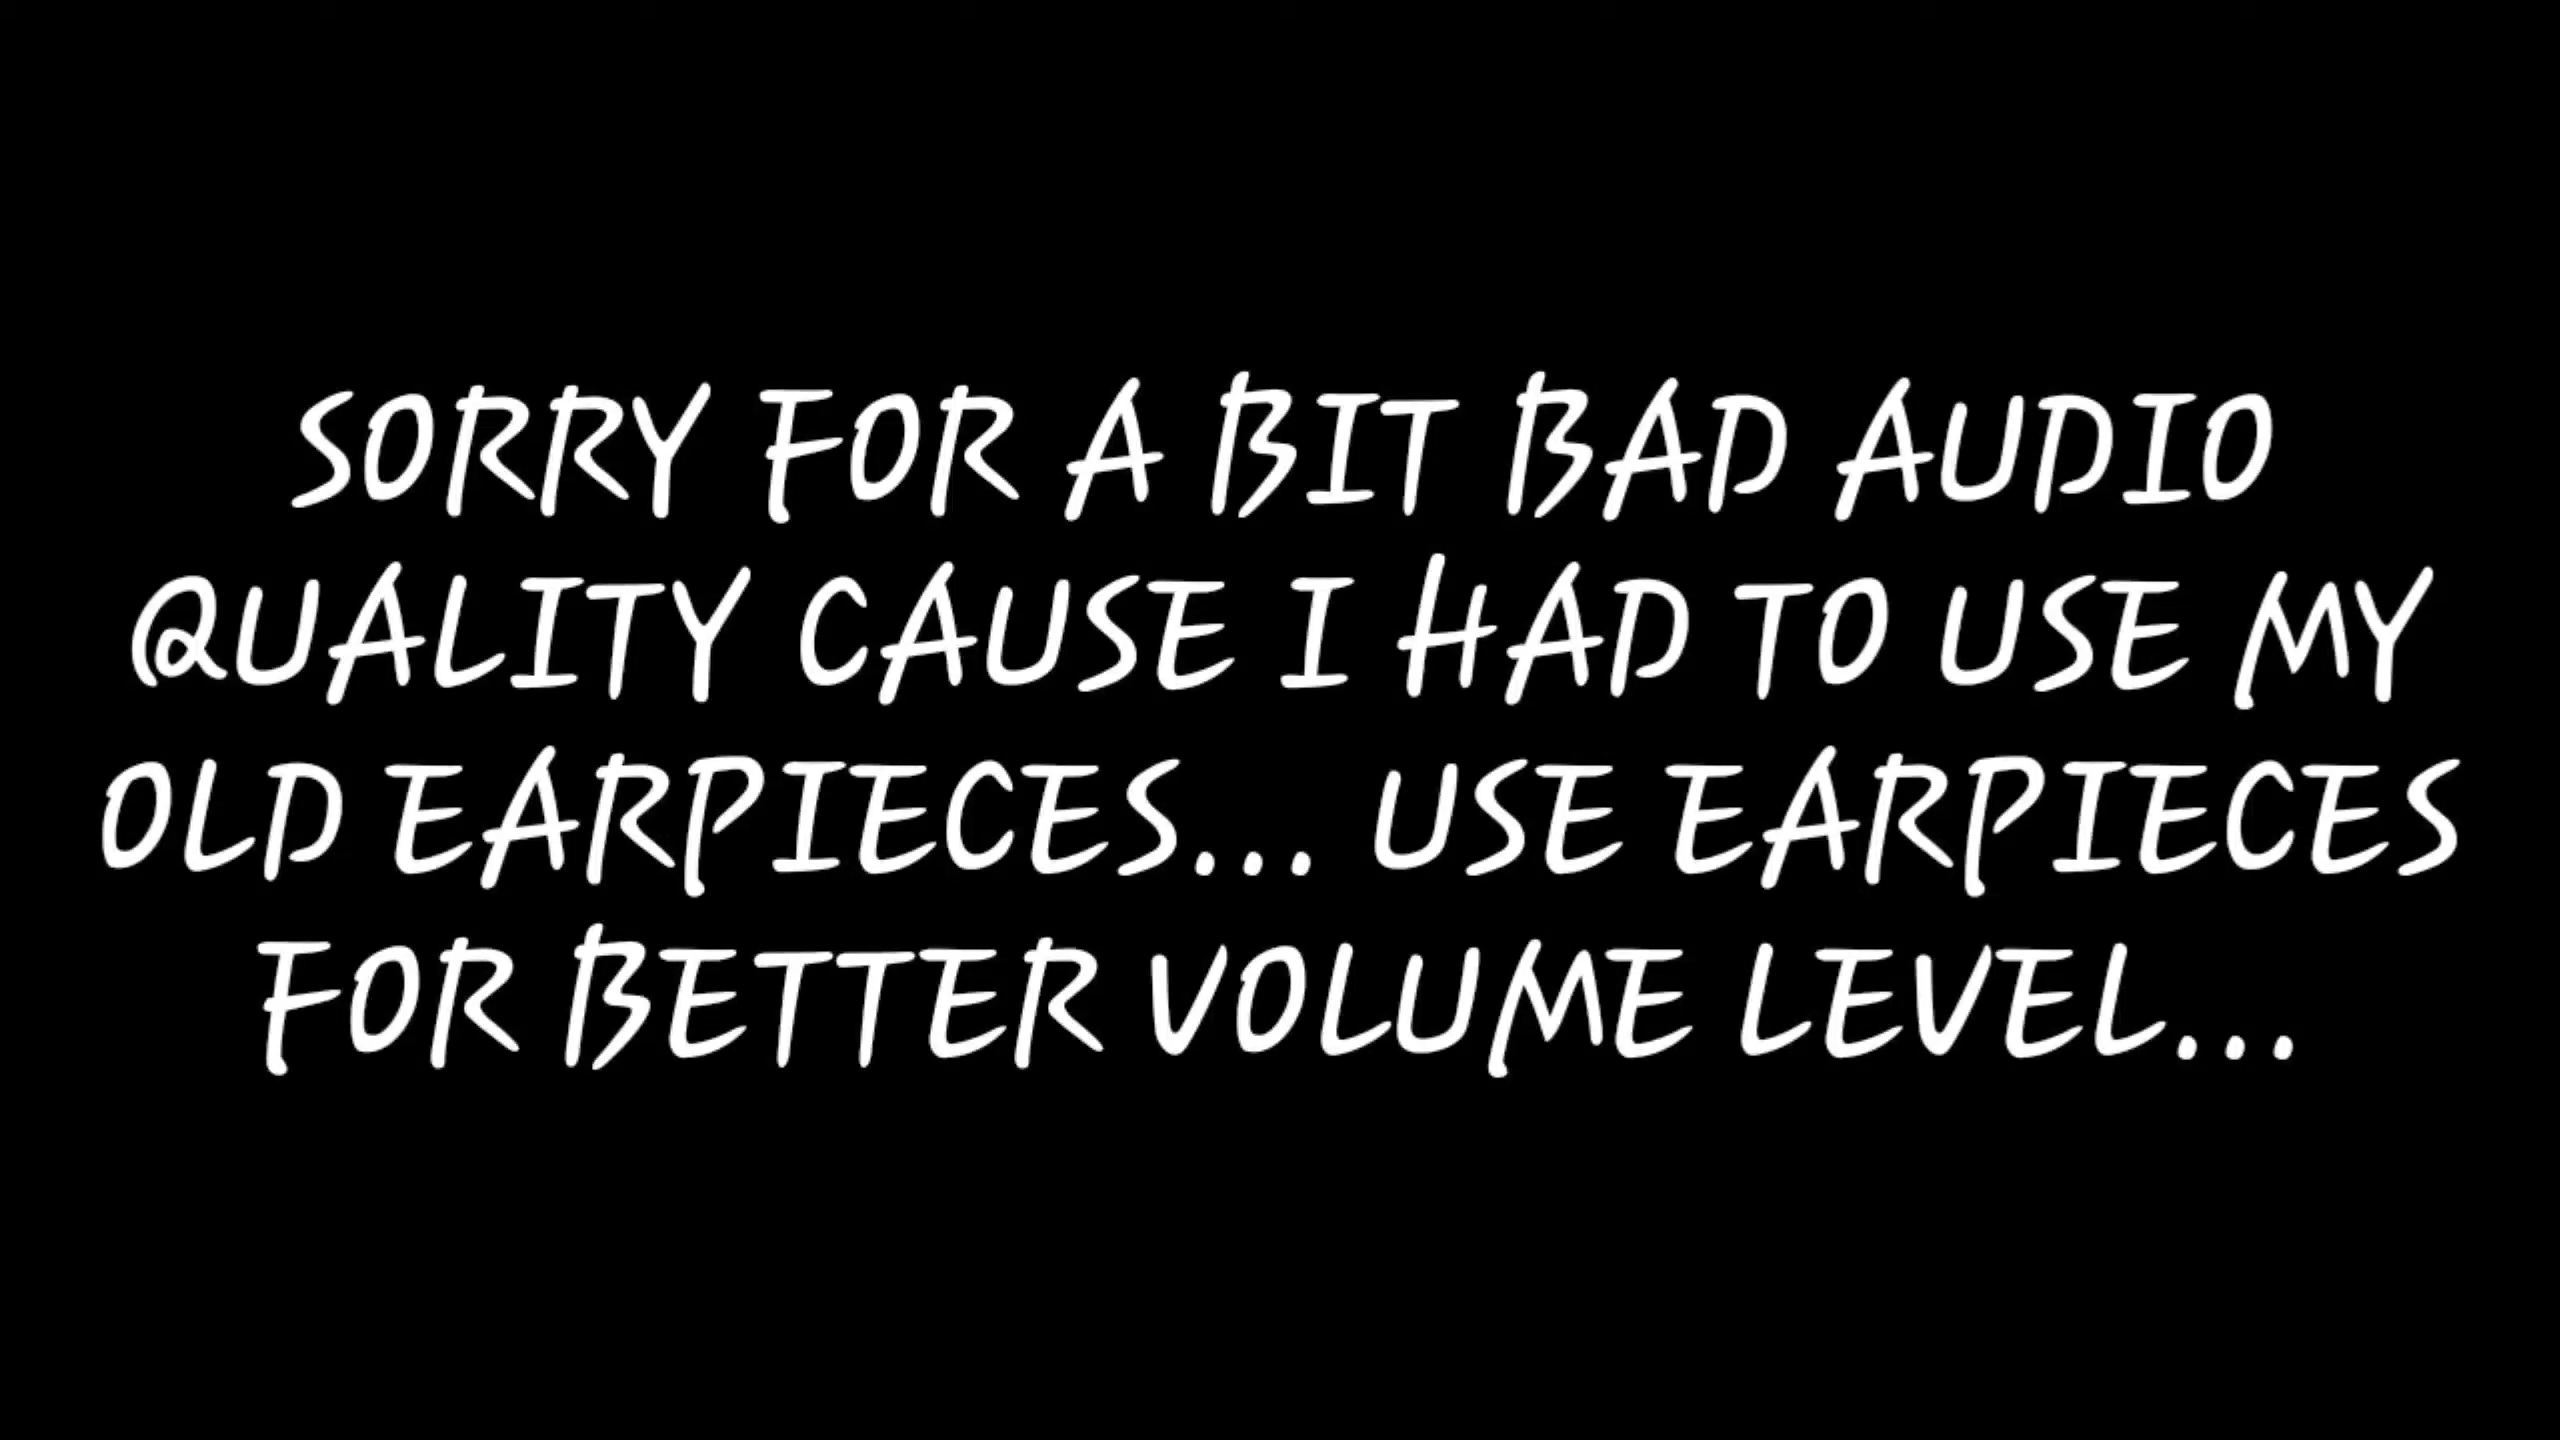 SORRY FOR A BIT BAD AUDIO
QUALITY CAUSE I HAD TO USE MY
OLD EARPIECES... USE EARPIECES
FOR BETTER VOLUME LEVEL...